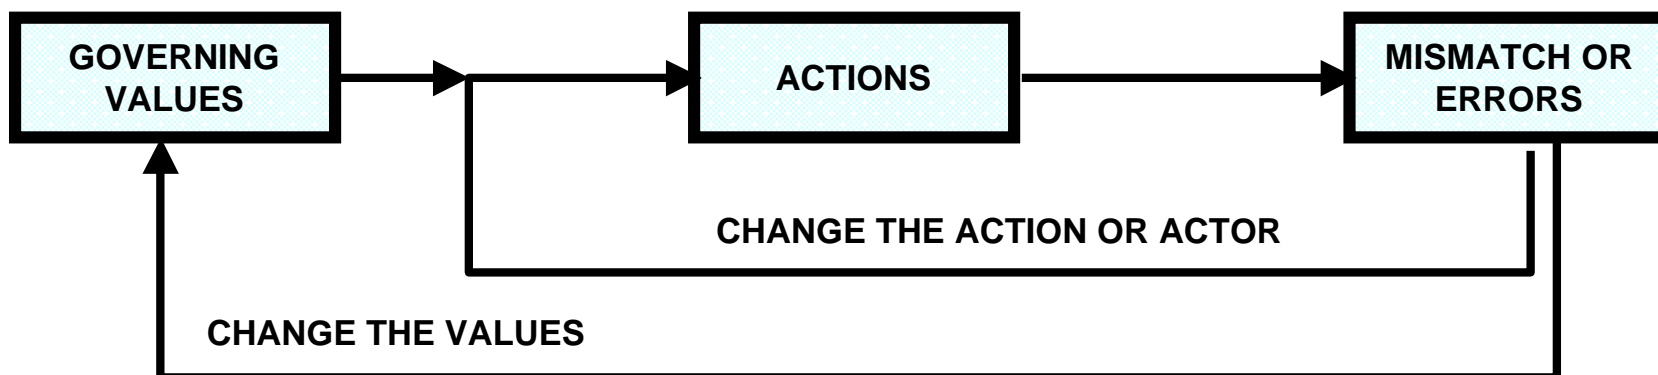 GOVERNING
VALUES
ACTIONS
MISMATCH OR
ERRORS
CHANGE THE ACTION OR ACTOR
CHANGE THE VALUES